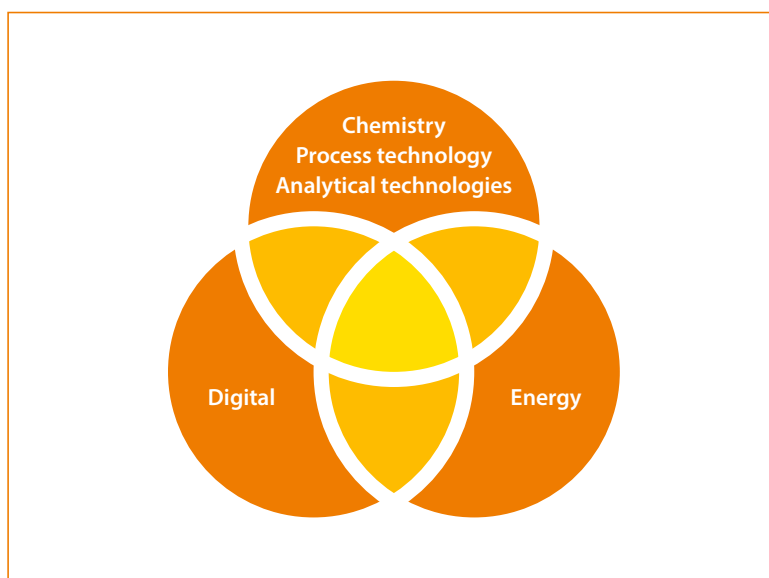 Chemistry
Process technology
Analytical technologies
Digital
Energy